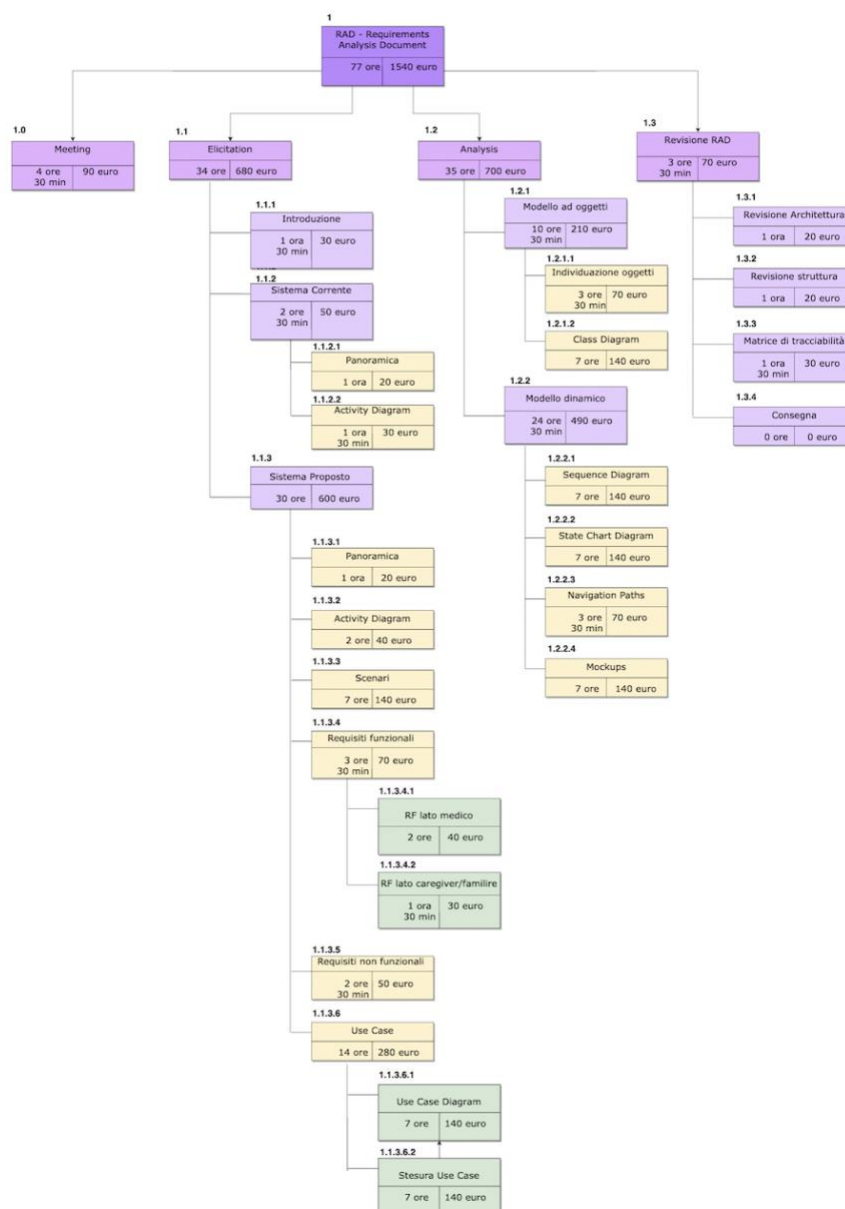 1
RAD - Requirements
Analysis Document
77 ore 1540 euro
1.0
Meeting
4 ore 90 euro
30 min
1.1
Elicitation
34 ore 680 euro
1.1.1
Introduzione
1 ora 30 euro
30 min
1.1.2
Sistema Corrente
2 ore 50 euro
30 min
1.1.2.1
Panoramica
1 ora 20 euro
1.1.2.2
Activity Diagram
1 ora 30 euro
30 min
1.1.3
Sistema Proposto
30 ore 600 euro
1.1.3.1
Panoramica
1 ora 20 euro
1.1.3.2
Activity Diagram
2 ore 40 euro
1.1.3.3
Scenari
7 ore 140 euro
1.1.3.4
Requisiti funzionali
3 ore 70 euro
30 min
1.1.3.4.1
RF lato medico
2 ore 40 euro
1.1.3.4.2
RF lato caregiver/familire
1 ora 30 euro
30 min
1.1.3.5
Requisiti non funzionali
2 ore 50 euro
30 min
1.1.3.6
Use Case
14 ore 280 euro
1.1.3.6.1
Use Case Diagram
7 ore 140 euro
1.1.3.6.2
Stesura Use Case
7 ore 140 euro
1.2
Analysis
35 ore 700 euro
1.2.1
Modello ad oggetti
10 ore 210 euro
30 min
1.2.1.1
Individuazione oggetti
3 ore 70 euro
30 min
1.2.1.2
Class Diagram
7 ore 140 euro
1.2.2
Modello dinamico
24 ore 490 euro
30 min
1.2.2.1
Sequence Diagram
7 ore 140 euro
1.2.2.2
State Chart Diagram
7 ore 140 euro
1.2.2.3
Navigation Paths
3 ore 70 euro
30 min
1.2.2.4
Mockups
7 ore 140 euro
1.3
Revisione RAD
3 ore 70 euro
30 min
1.3.1
Revisione Architettura
1 ora 20 euro
1.3.2
Revisione struttura
1 ora 20 euro
1.3.3
Matrice di tracciabilità
1 ora 30 euro
30 min
1.3.4
Consegna
0 ore 0 euro